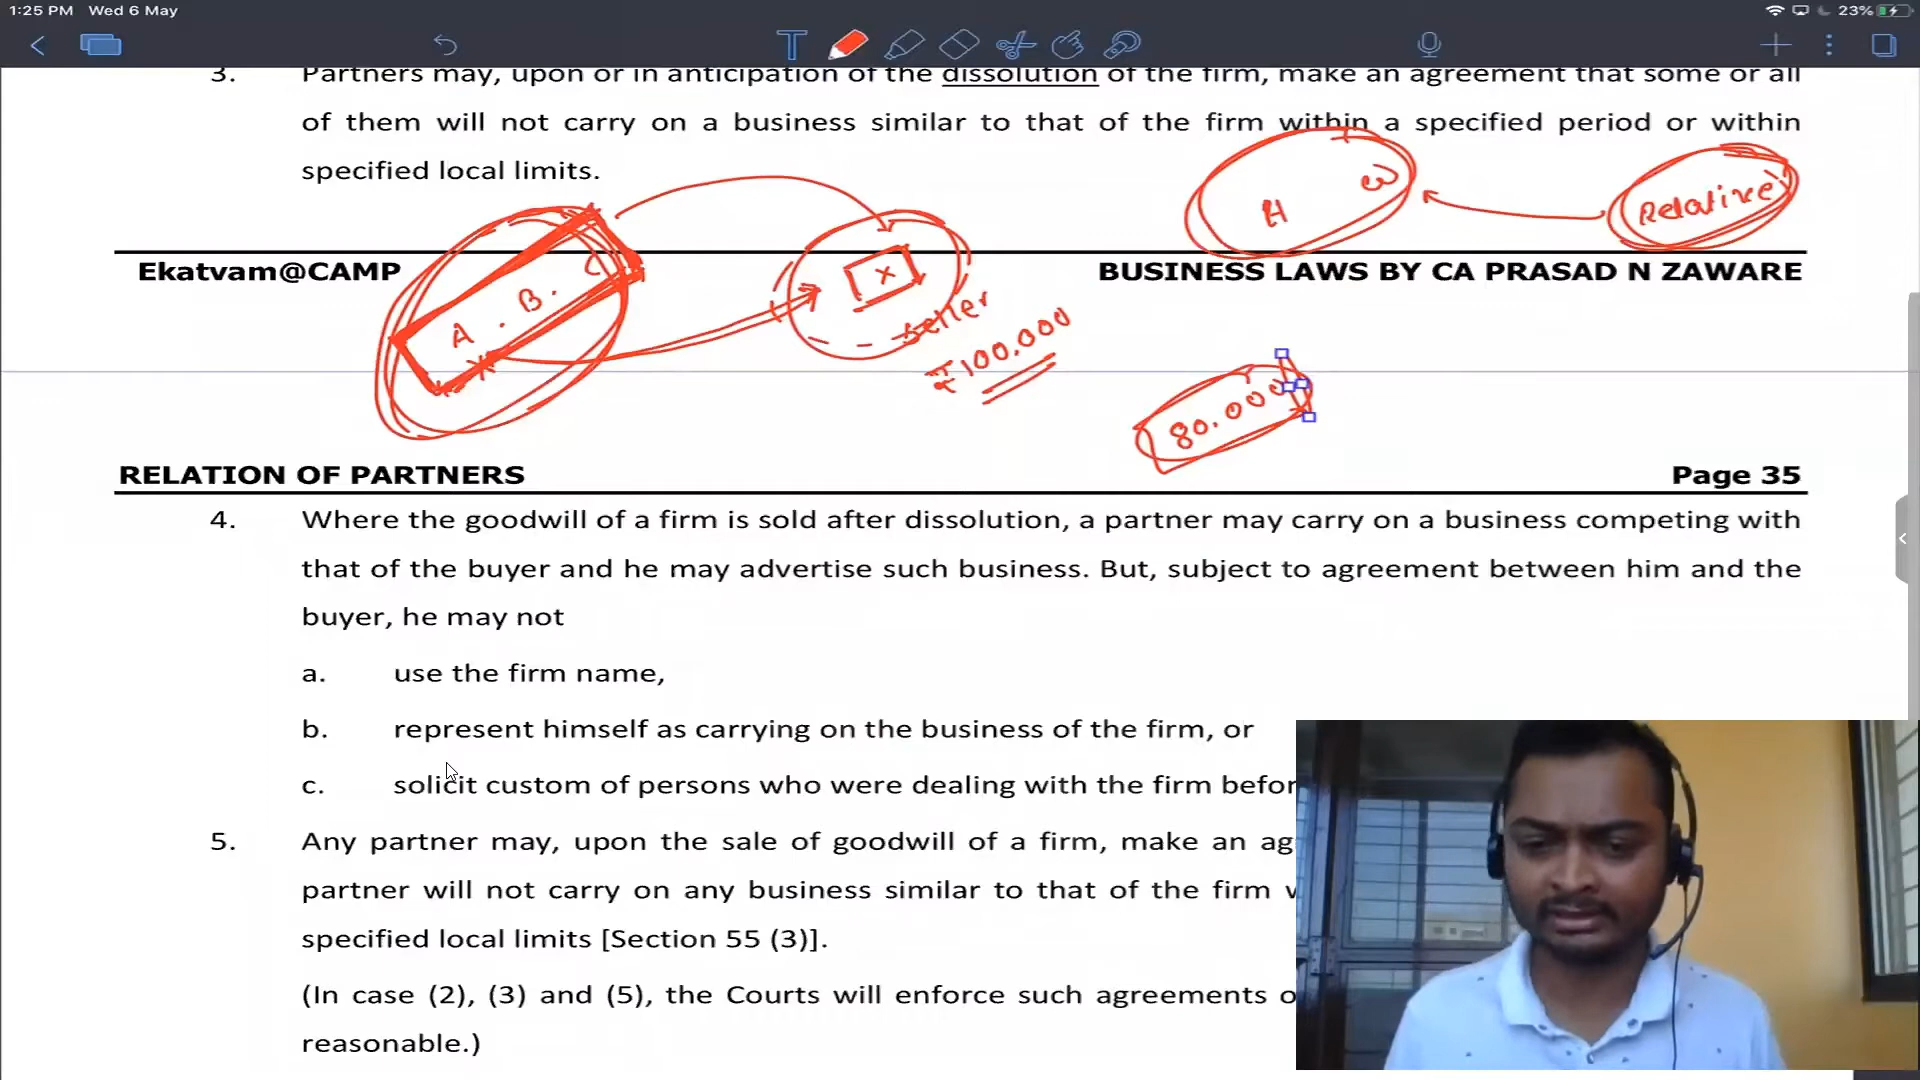 1:25 PM Wed 6 May
23%
3. Partners may, upon or in anticipation of the dissolution of the firm, make an agreement that some or all
of them will not carry on a business similar to that of the firm within a specified period or within
specified local limits.
H W
Relative
Ekatvam@CAMP
BUSINESS LAWS BY CA PRASAD N ZAWARE
A . B . C
x
Seller
₹100.000
80.000
RELATION OF PARTNERS
Page 35
4. Where the goodwill of a firm is sold after dissolution, a partner may carry on a business competing with
that of the buyer and he may advertise such business. But, subject to agreement between him and the
buyer, he may not
a. use the firm name,
b. represent himself as carrying on the business of the firm, or
c. solicit custom of persons who were dealing with the firm befor
5. Any partner may, upon the sale of goodwill of a firm, make an ag
partner will not carry on any business similar to that of the firm
specified local limits [Section 55 (3)].
(In case (2), (3) and (5), the Courts will enforce such agreements o
reasonable.)